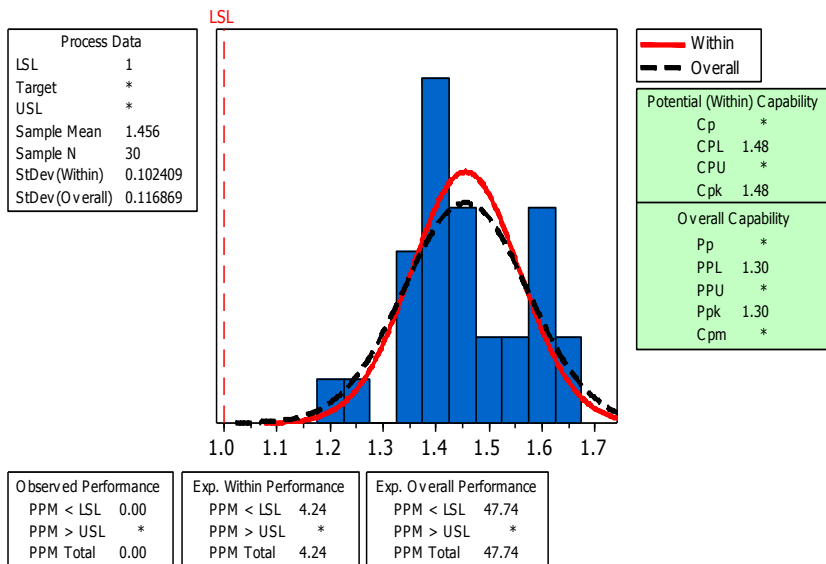 LSL
Process Data
LSL 1
Target *
USL *
Sample Mean 1.456
Sample N 30
StDev(Within) 0.102409
StDev(Overall) 0.116869
Within
Overall
Potential (Within) Capability
Cp *
CPL 1.48
CPU *
Cpk 1.48
Overall Capability
Pp *
PPL 1.30
PPU *
Ppk 1.30
Cpm *
1.0 1.1 1.2 1.3 1.4 1.5 1.6 1.7
Observed Performance
PPM < LSL 0.00
PPM > USL *
PPM Total 0.00
Exp. Within Performance
PPM < LSL 4.24
PPM > USL *
PPM Total 4.24
Exp. Overall Performance
PPM < LSL 47.74
PPM > USL *
PPM Total 47.74